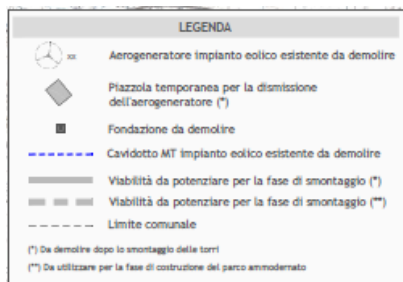 LEGENDA
xx Aerogeneratore impianto eolico esistente da demolire
Piazzola temporanea per la dismissione
dell'aerogeneratore (*)
Fondazione da demolire
Cavidotto MT impianto eolico esistente da demolire
Viabilità da potenziare per la fase di smontaggio (*)
Viabilità da potenziare per la fase di smontaggio (**)
Limite comunale
(*) Da demolire dopo lo smontaggio delle torri
(**) Da utilizzare per la fase di costruzione del parco ammodernato